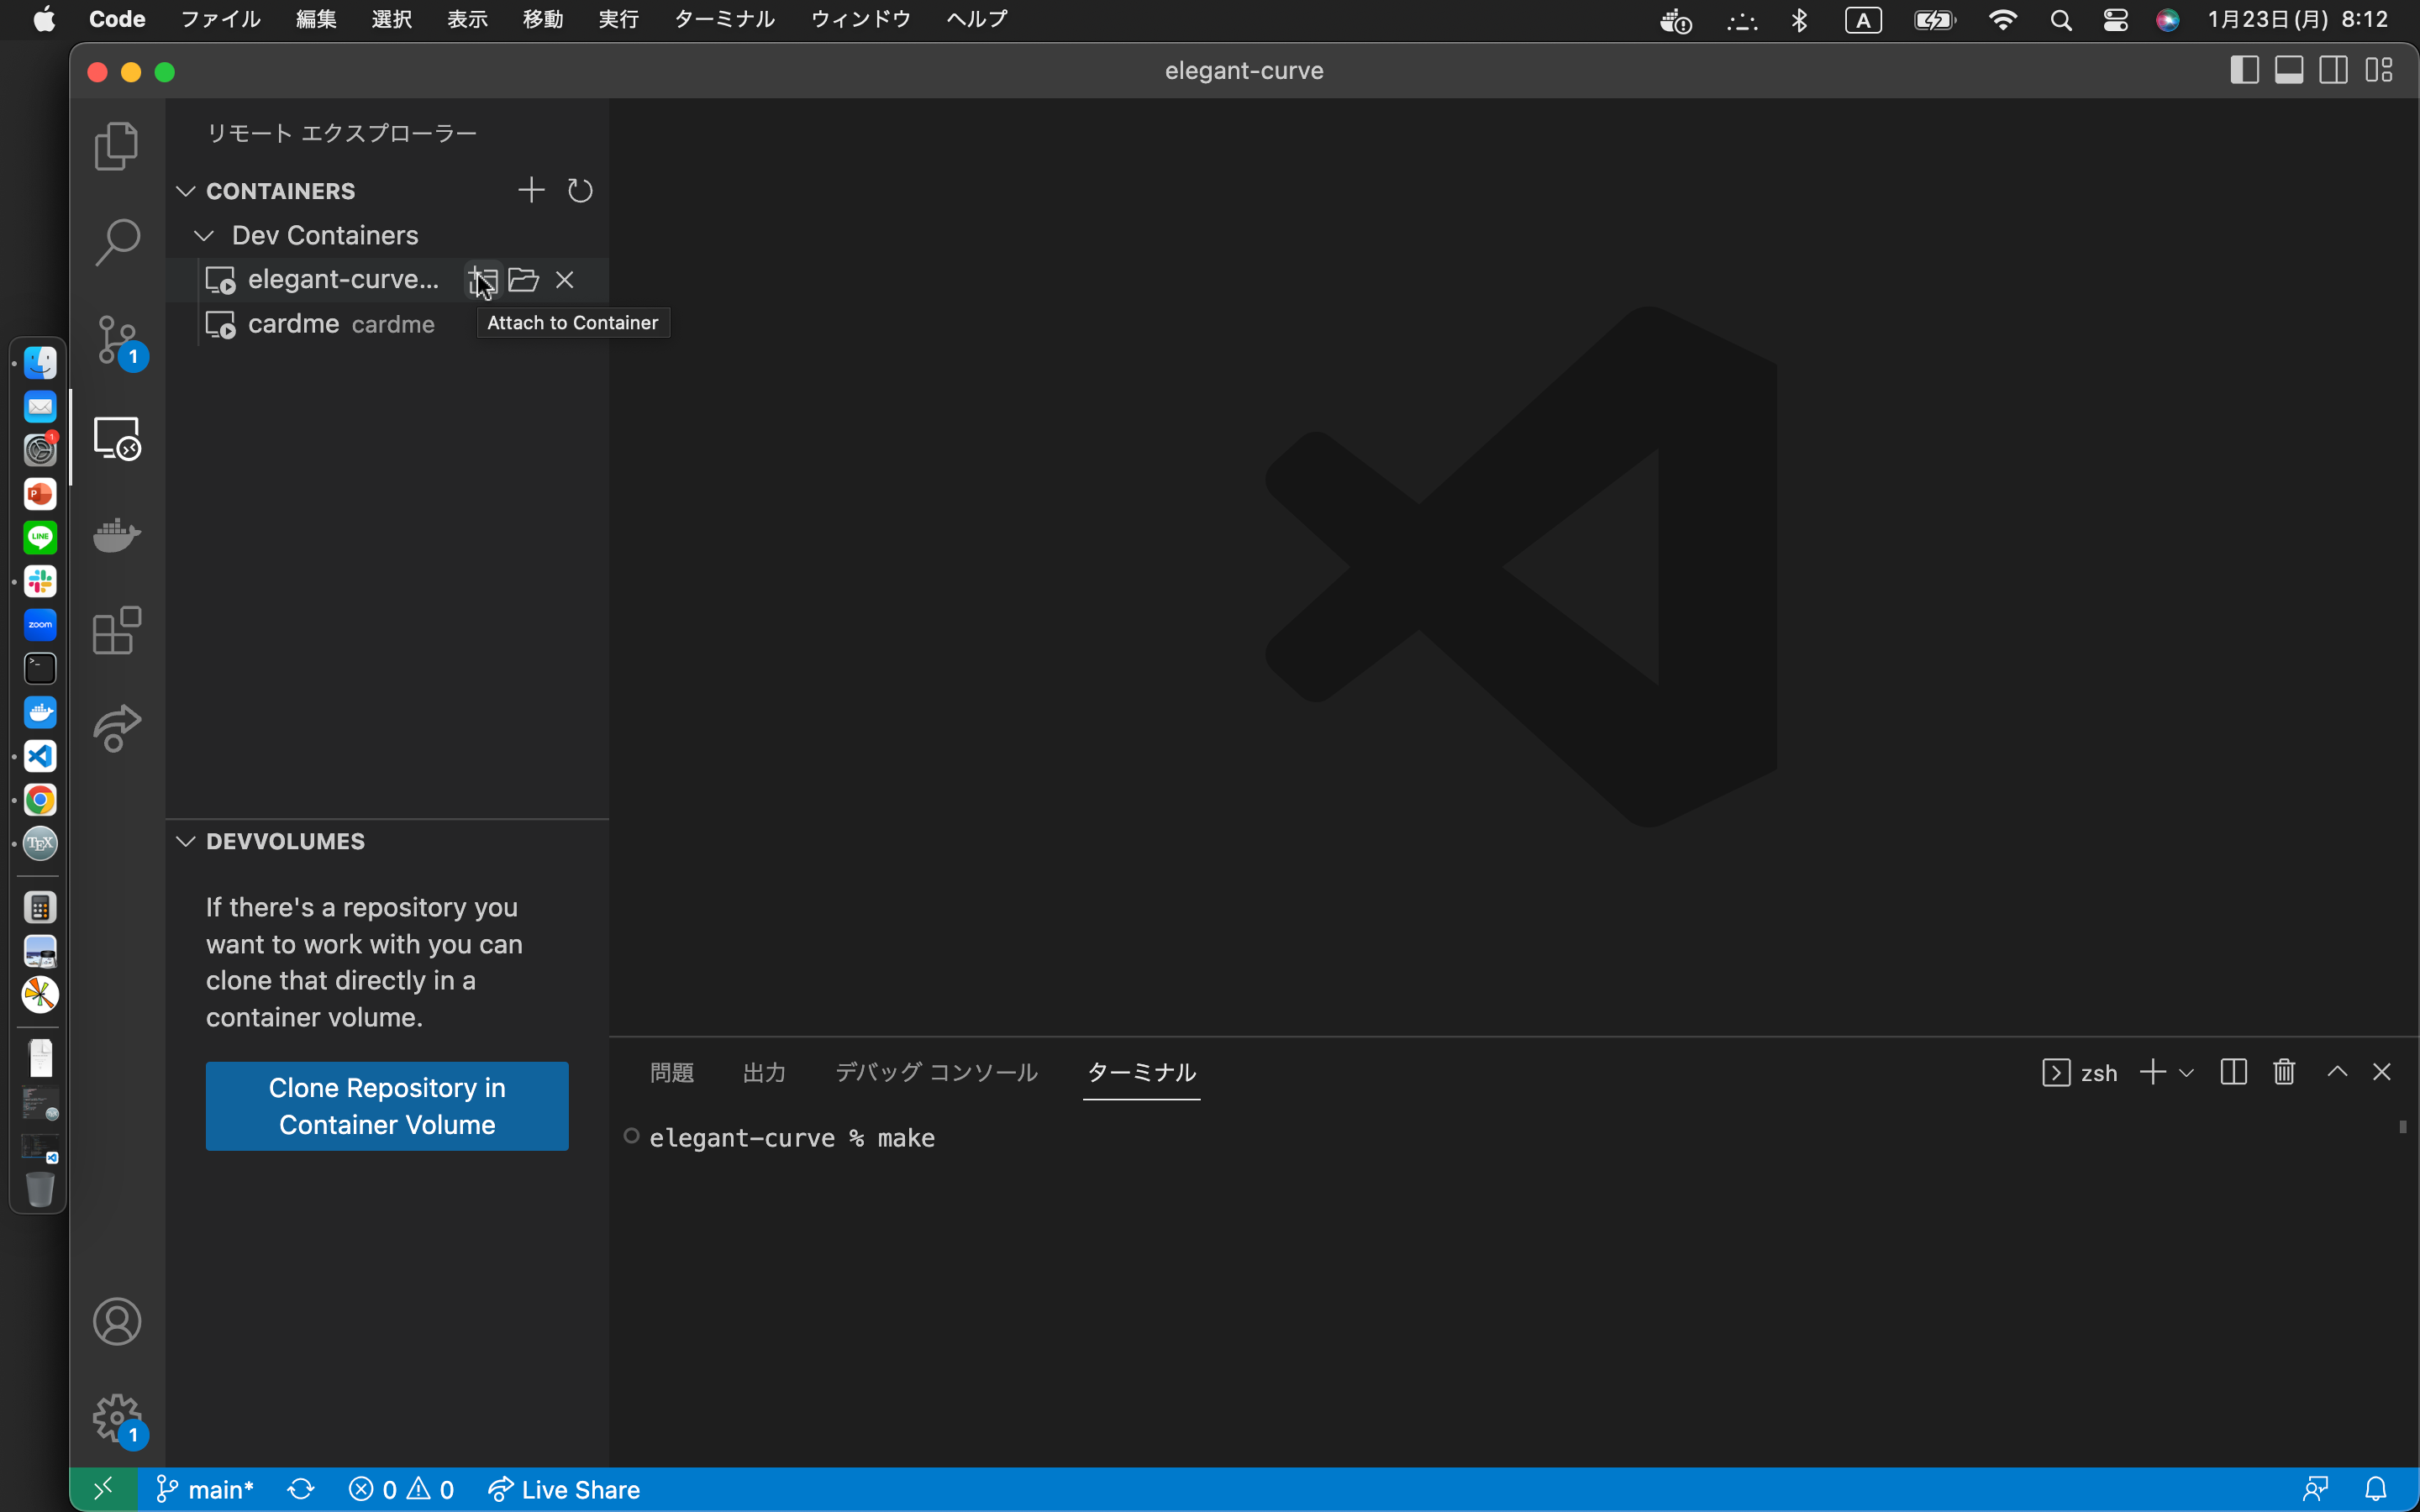 Code ファイル 編集 選択 表示 移動 実行 ターミナル ウィンドウ ヘルプ A 1月23日(月) 8:12
elegant-curve
リモート エクスプローラー
CONTAINERS
Dev Containers
elegant-curve...
cardme cardme
Attach to Container
1
1
P
LINE
zoom
>_
TEX
DEVVOLUMES
If there's a repository you
want to work with you can
clone that directly in a
container volume.
Clone Repository in
Container Volume
問題 出力 デバッグ コンソール ターミナル zsh
elegant-curve % make
1
main* 0 0 Live Share